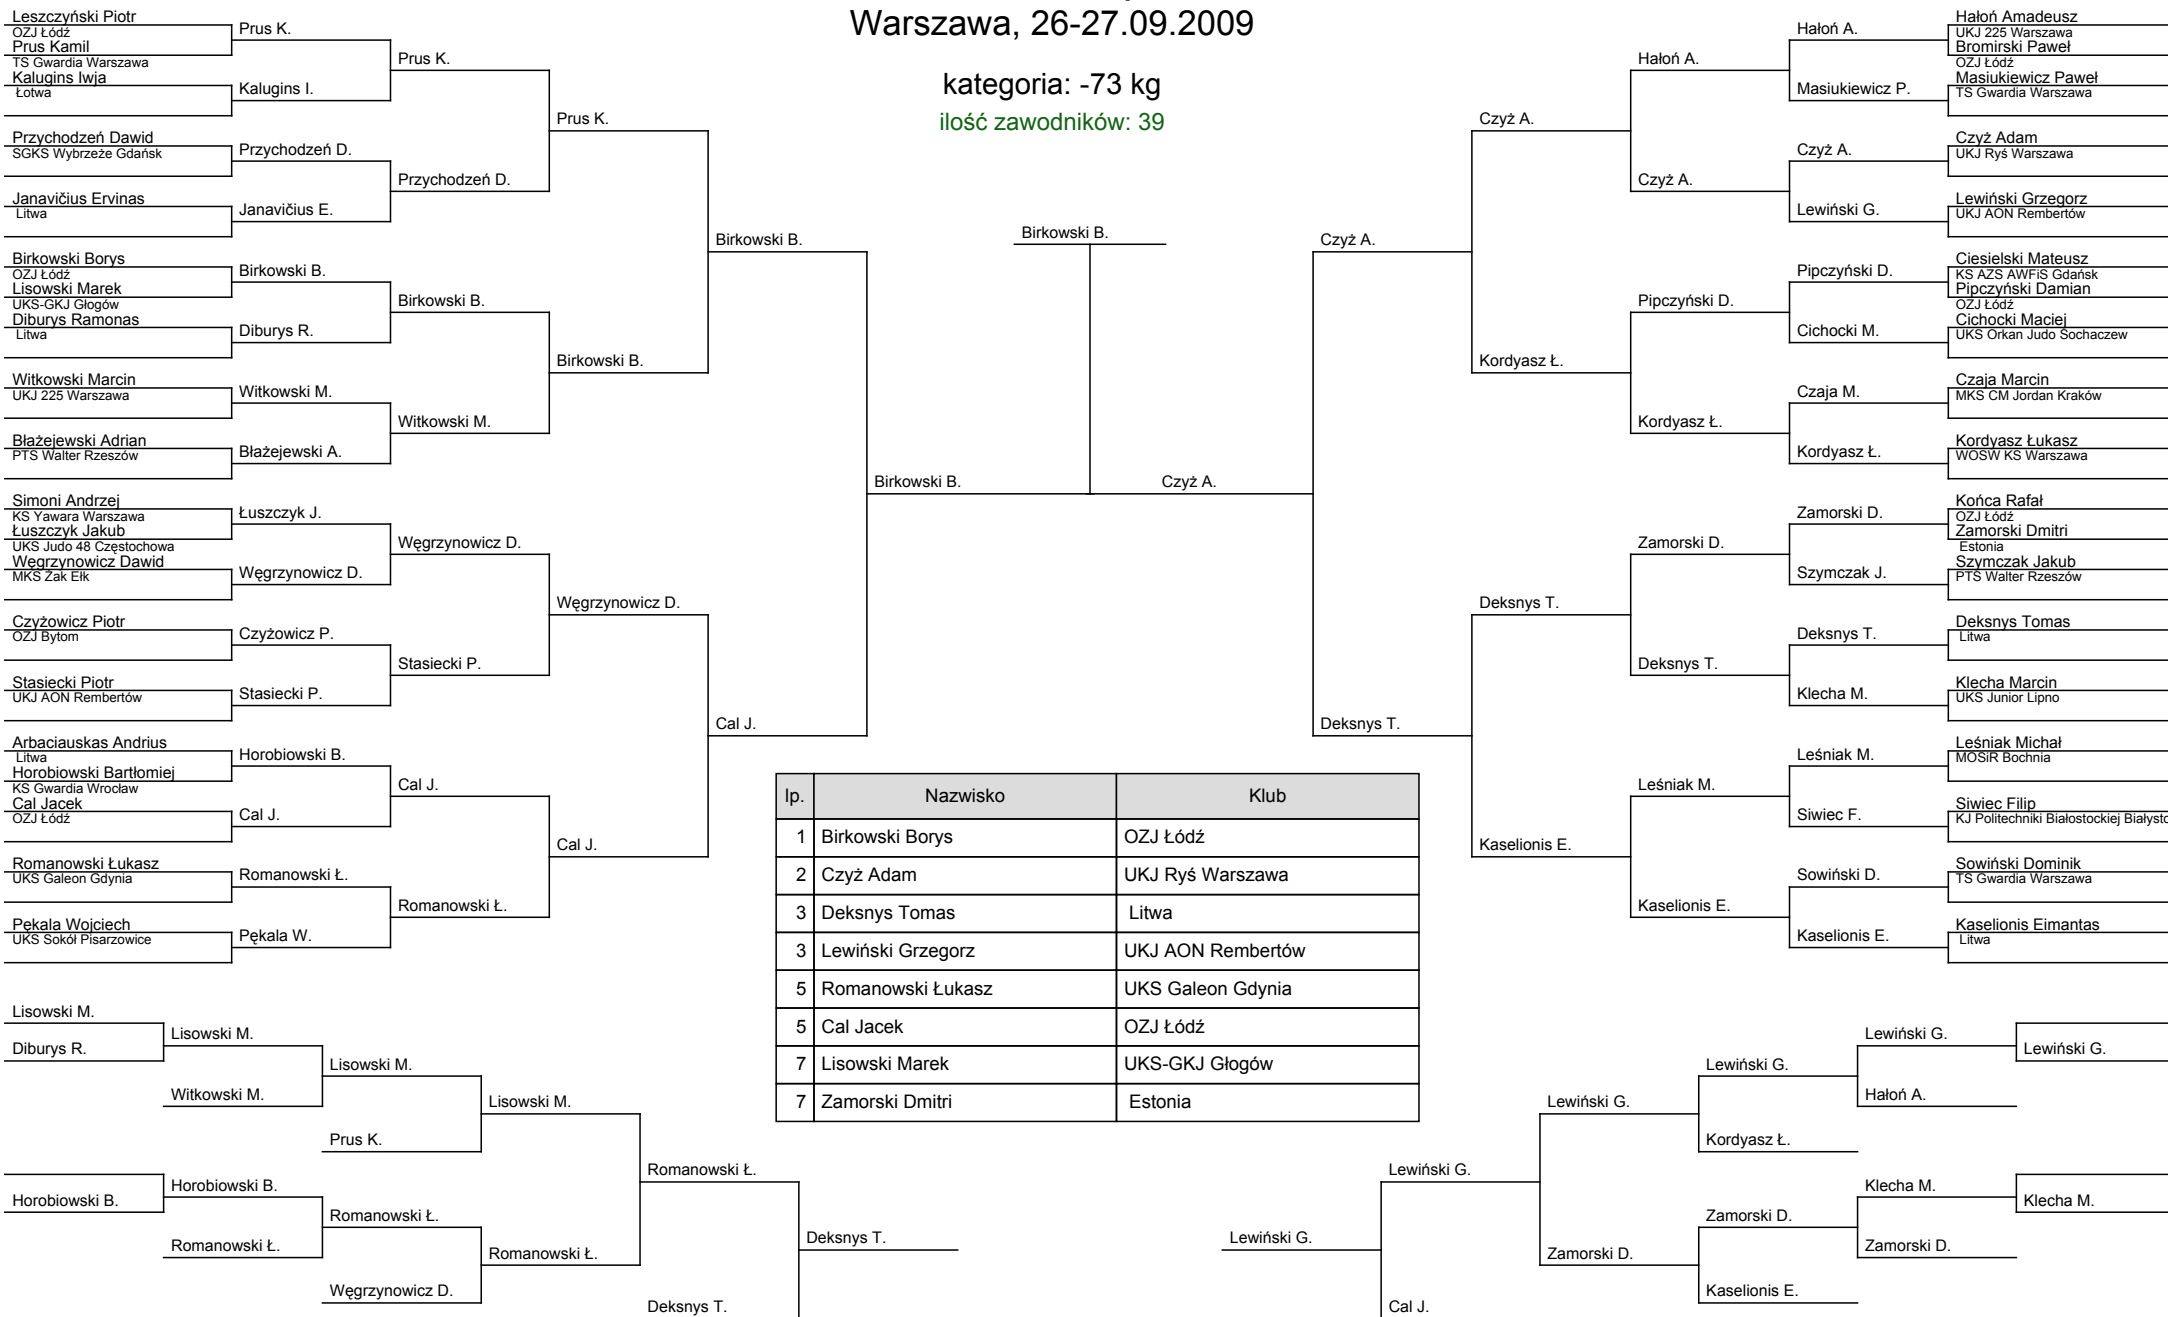 Warszawa, 26-27.09.2009
kategoria: -73 kg
ilość zawodników: 39
Leszczyński Piotr
OZJ Łódź
Prus Kamil
TS Gwardia Warszawa
Kalugins Iwja
Łotwa
Przychodzeń Dawid
SGKS Wybrzeże Gdańsk
Janavičius Ervinas
Litwa
Birkowski Borys
OZJ Łódź
Lisowski Marek
UKS-GKJ Głogów
Diburys Ramonas
Litwa
Witkowski Marcin
UKJ 225 Warszawa
Błażejewski Adrian
PTS Walter Rzeszów
Simoni Andrzej
KS Yawara Warszawa
Łuszczyk Jakub
UKS Judo 48 Częstochowa
Węgrzynowicz Dawid
MKS Żak Ełk
Czyżowicz Piotr
OZJ Bytom
Stasiecki Piotr
UKJ AON Rembertów
Arbaciauskas Andrius
Litwa
Horobiowski Bartłomiej
KS Gwardia Wrocław
Cal Jacek
OZJ Łódź
Romanowski Łukasz
UKS Galeon Gdynia
Pękala Wojciech
UKS Sokół Pisarzowice
Prus K.
Kalugins I.
Przychodzeń D.
Janavičius E.
Birkowski B.
Diburys R.
Witkowski M.
Błażejewski A.
Łuszczyk J.
Węgrzynowicz D.
Czyżowicz P.
Stasiecki P.
Horobiowski B.
Cal J.
Romanowski Ł.
Pękala W.
Prus K.
Przychodzeń D.
Birkowski B.
Witkowski M.
Węgrzynowicz D.
Stasiecki P.
Cal J.
Romanowski Ł.
Prus K.
Birkowski B.
Węgrzynowicz D.
Cal J.
Birkowski B.
Cal J.
Birkowski B.
Birkowski B.
Czyż A.
Czyż A.
Deksnys T.
Czyż A.
Kordyasz Ł.
Deksnys T.
Kaselionis E.
Hałoń A.
Czyż A.
Pipczyński D.
Kordyasz Ł.
Zamorski D.
Deksnys T.
Leśniak M.
Kaselionis E.
Hałoń A.
Masiukiewicz P.
Czyż A.
Lewiński G.
Pipczyński D.
Cichocki M.
Czaja M.
Kordyasz Ł.
Zamorski D.
Szymczak J.
Deksnys T.
Klecha M.
Leśniak M.
Siwiec F.
Sowiński D.
Kaselionis E.
Hałoń Amadeusz
UKJ 225 Warszawa
Bromirski Paweł
OZJ Łódź
Masiukiewicz Paweł
TS Gwardia Warszawa
Czyż Adam
UKJ Ryś Warszawa
Lewiński Grzegorz
UKJ AON Rembertów
Ciesielski Mateusz
KS AZS AWFiS Gdańsk
Pipczyński Damian
OZJ Łódź
Cichocki Maciej
UKS Orkan Judo Sochaczew
Czaja Marcin
MKS CM Jordan Kraków
Kordyasz Łukasz
WOSW KS Warszawa
Końca Rafał
OZJ Łódź
Zamorski Dmitri
Estonia
Szymczak Jakub
PTS Walter Rzeszów
Deksnys Tomas
Litwa
Klecha Marcin
UKS Junior Lipno
Leśniak Michał
MOSiR Bochnia
Siwiec Filip
KJ Politechniki Białostockiej Białysto
Sowiński Dominik
TS Gwardia Warszawa
Kaselionis Eimantas
Litwa
lp. Nazwisko Klub
1 Birkowski Borys OZJ Łódź
2 Czyż Adam UKJ Ryś Warszawa
3 Deksnys Tomas Litwa
3 Lewiński Grzegorz UKJ AON Rembertów
5 Romanowski Łukasz UKS Galeon Gdynia
5 Cal Jacek OZJ Łódź
7 Lisowski Marek UKS-GKJ Głogów
7 Zamorski Dmitri Estonia
Lisowski M.
Diburys R.
Horobiowski B.
Lisowski M.
Witkowski M.
Horobiowski B.
Romanowski Ł.
Lisowski M.
Prus K.
Romanowski Ł.
Węgrzynowicz D.
Lisowski M.
Romanowski Ł.
Romanowski Ł.
Deksnys T.
Deksnys T.
Lewiński G.
Lewiński G.
Cal J.
Lewiński G.
Zamorski D.
Lewiński G.
Kordyasz Ł.
Zamorski D.
Kaselionis E.
Lewiński G.
Hałoń A.
Klecha M.
Zamorski D.
Lewiński G.
Klecha M.